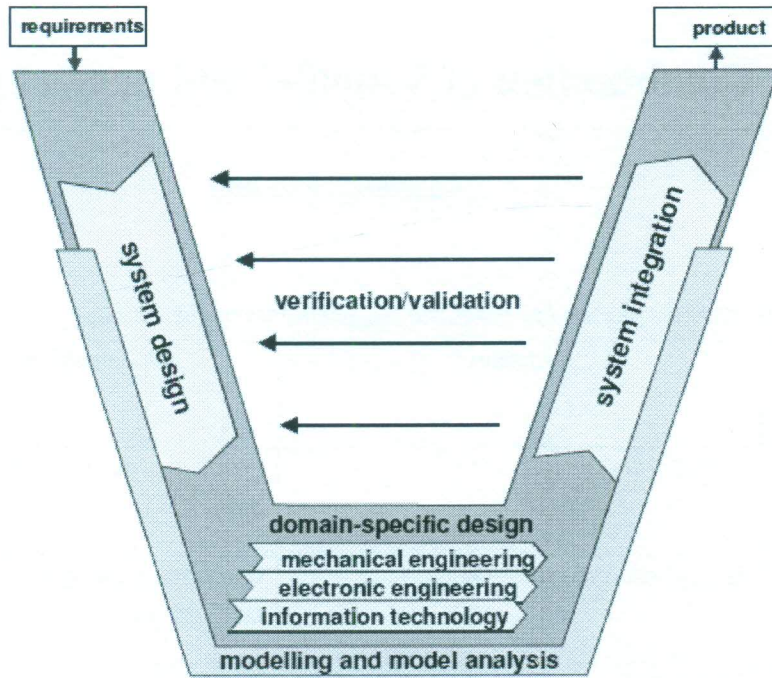 requirements
product
system design
system integration
verification/validation
domain-specific design
mechanical engineering
electronic engineering
information technology
modelling and model analysis